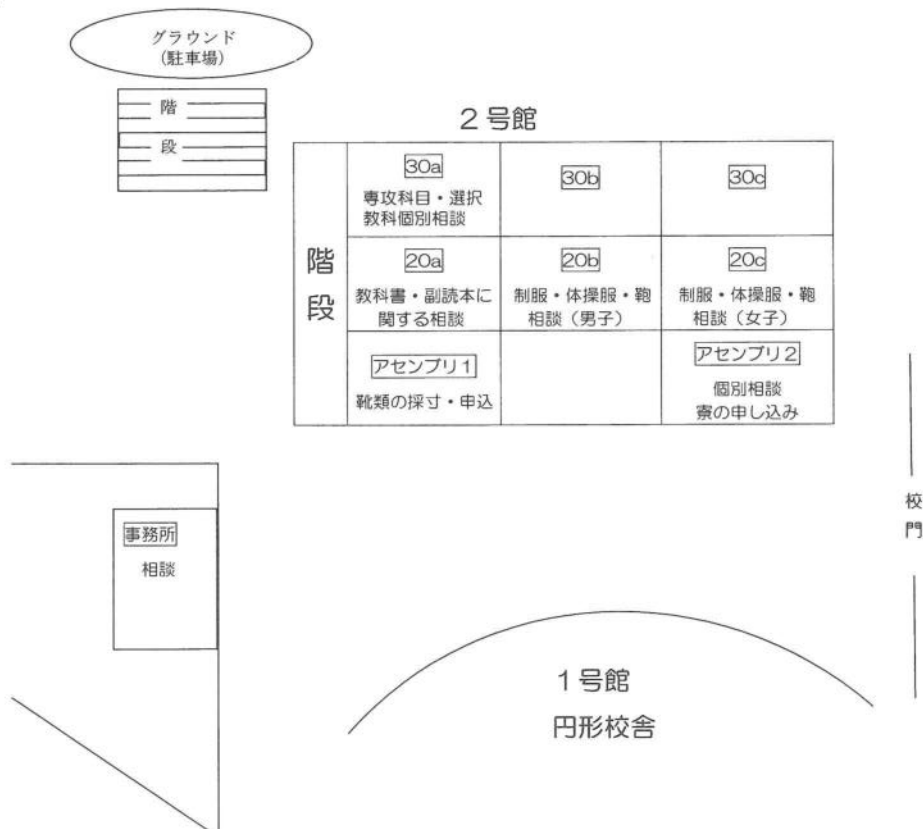 グラウンド
(駐車場)
階
段
2号館
階
段
30a
専攻科目・選択
教科個別相談
30b
30c
20a
教科書・副読本に
関する相談
20b
制服・体操服・鞄
相談（男子）
20c
制服・体操服・鞄
相談（女子）
アセンブリ1
靴類の採寸・申込
アセンブリ2
個別相談
寮の申し込み
校
門
事務所
相談
1号館
円形校舎